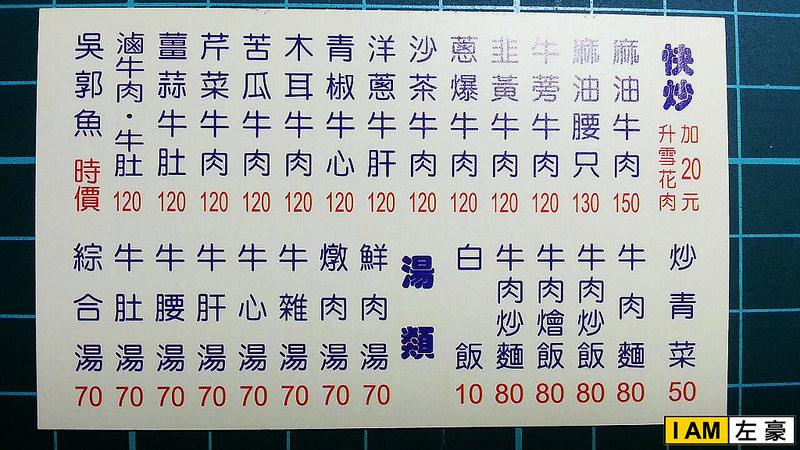 快炒
加20元
升雪花肉
麻油牛肉 150
麻油腰只 130
牛蒡牛肉 120
韭黃牛肉 120
蔥爆牛肉 120
沙茶牛肉 120
洋蔥牛肝 120
青椒牛心 120
木耳牛肉 120
苦瓜牛肉 120
芹菜牛肉 120
薑蒜牛肚 120
滷牛肉・牛肚 120
吳郭魚 時價
炒青菜 50
牛肉麵 80
牛肉炒飯 80
牛肉燴飯 80
牛肉炒麵 80
白飯 10
湯類
鮮肉湯 70
燉肉湯 70
牛雜湯 70
牛心湯 70
牛肝湯 70
牛腰湯 70
牛肚湯 70
綜合湯 70
I AM 左豪